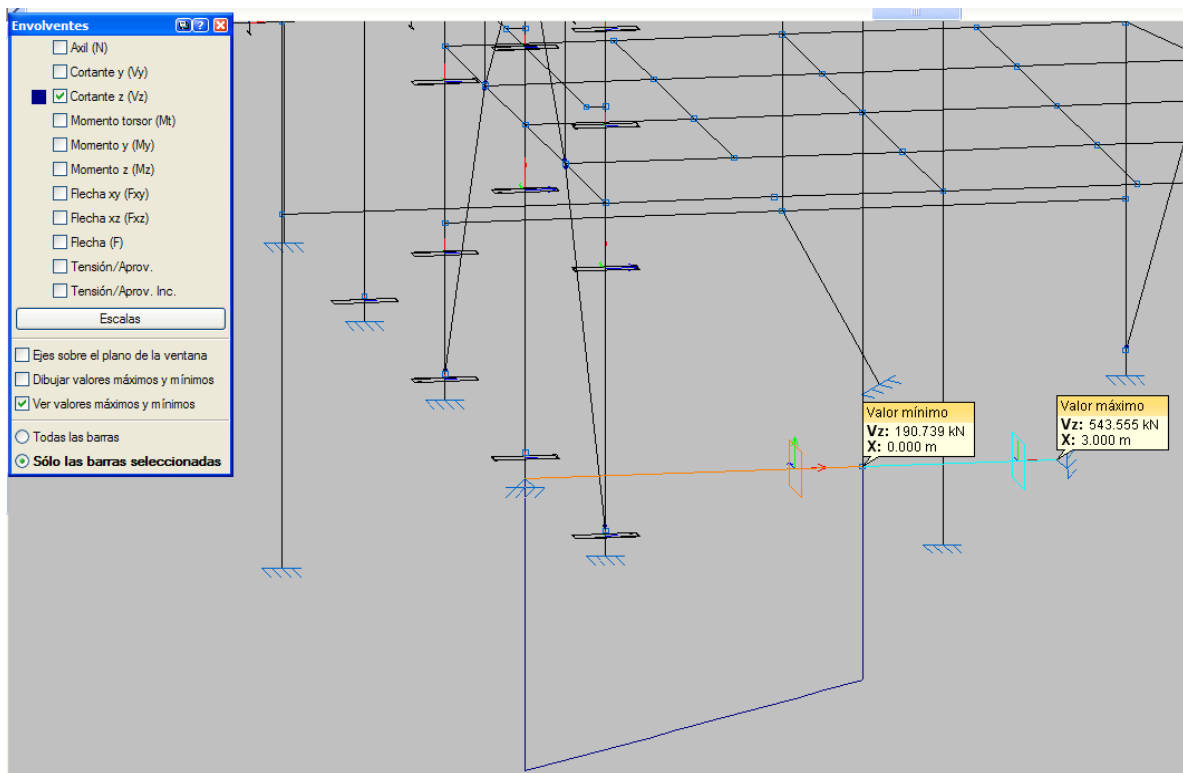 Envolventes
Axil (N)
Cortante y (Vy)
Cortante z (Vz)
Momento torsor (Mt)
Momento y (My)
Momento z (Mz)
Flecha xy (Fxy)
Flecha xz (Fxz)
Flecha (F)
Tensión/Aprov.
Tensión/Aprov. Inc.
Escalas
Ejes sobre el plano de la ventana
Dibujar valores máximos y mínimos
Ver valores máximos y mínimos
Todas las barras
Sólo las barras seleccionadas
Valor mínimo
Vz: 190.739 kN
X: 0.000 m
Valor máximo
Vz: 543.555 kN
X: 3.000 m